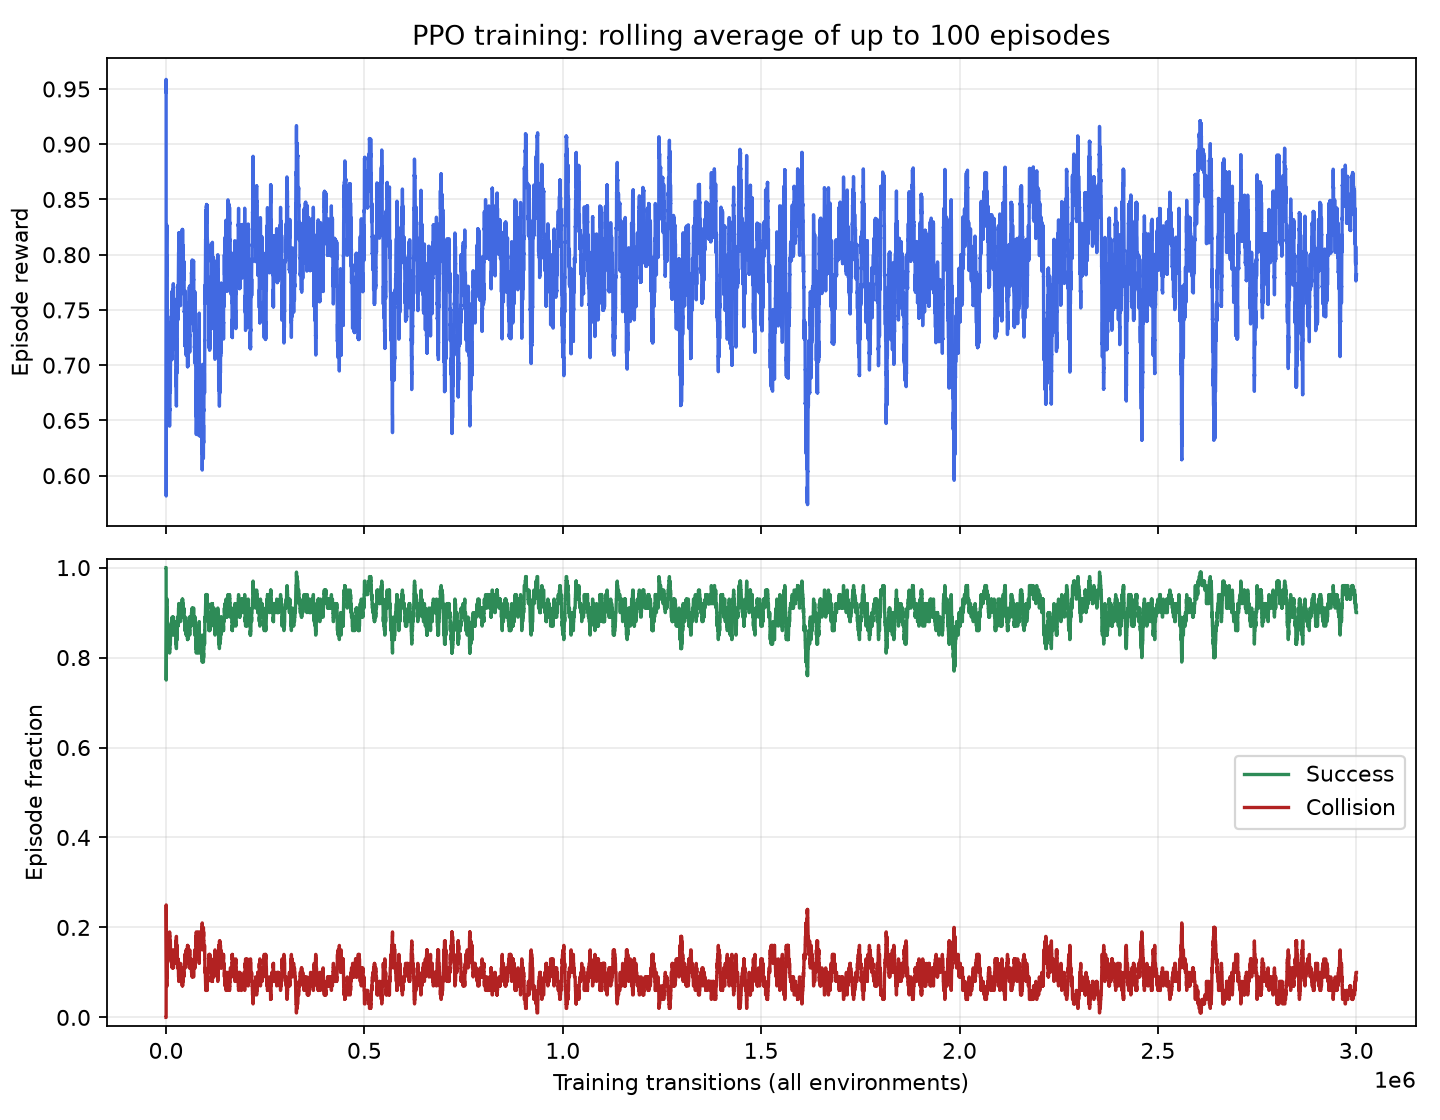 PPO training: rolling average of up to 100 episodes
0.95
0.90
0.85
0.80
0.75
0.70
0.65
0.60
Episode reward
1.0
0.8
0.6
0.4
0.2
0.0
Episode fraction
Success
Collision
0.0 0.5 1.0 1.5 2.0 2.5 3.0
1e6
Training transitions (all environments)